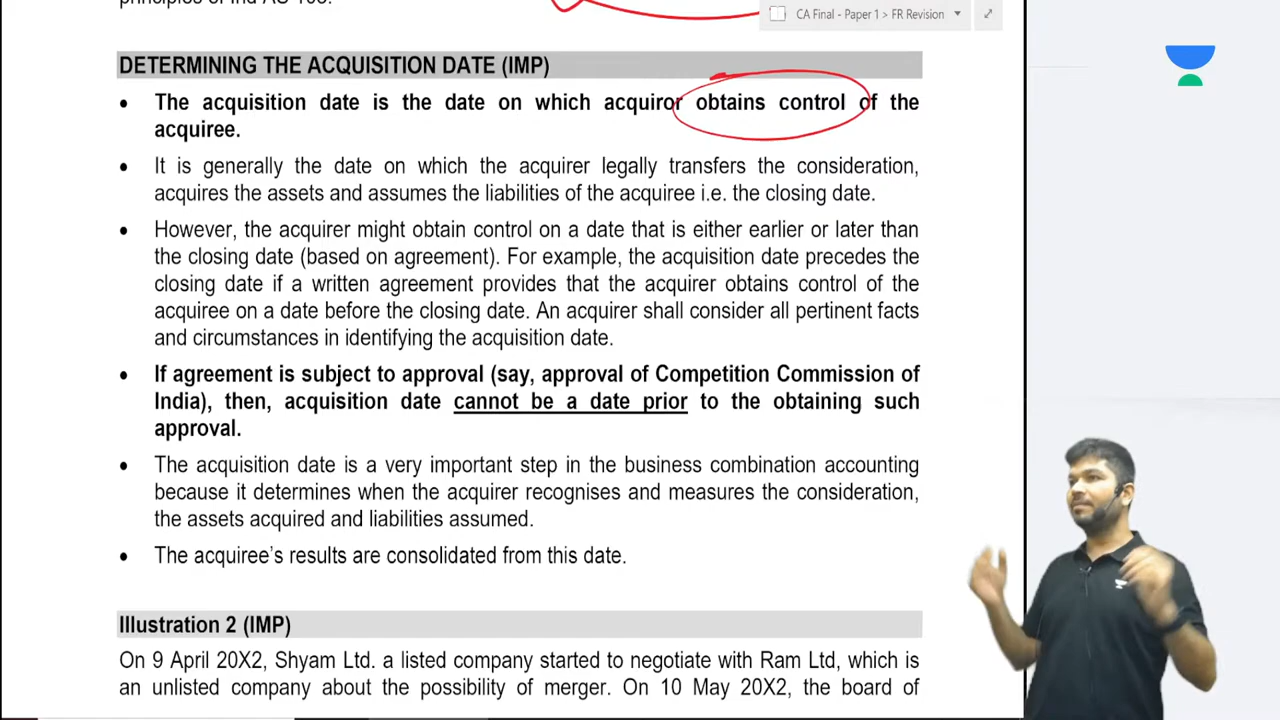 principles of Ind AS 103.
CA Final - Paper 1 > FR Revision
DETERMINING THE ACQUISITION DATE (IMP)
• The acquisition date is the date on which acquiror obtains control of the
acquiree.
• It is generally the date on which the acquirer legally transfers the consideration,
acquires the assets and assumes the liabilities of the acquiree i.e. the closing date.
• However, the acquirer might obtain control on a date that is either earlier or later than
the closing date (based on agreement). For example, the acquisition date precedes the
closing date if a written agreement provides that the acquirer obtains control of the
acquiree on a date before the closing date. An acquirer shall consider all pertinent facts
and circumstances in identifying the acquisition date.
• If agreement is subject to approval (say, approval of Competition Commission of
India), then, acquisition date cannot be a date prior to the obtaining such
approval.
• The acquisition date is a very important step in the business combination accounting
because it determines when the acquirer recognises and measures the consideration,
the assets acquired and liabilities assumed.
• The acquiree's results are consolidated from this date.
Illustration 2 (IMP)
On 9 April 20X2, Shyam Ltd. a listed company started to negotiate with Ram Ltd, which is
an unlisted company about the possibility of merger. On 10 May 20X2, the board of